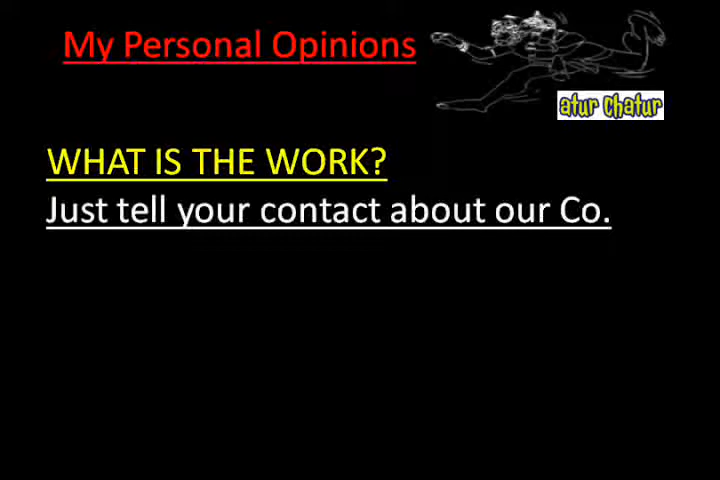 My Personal Opinions
atur Chatur
WHAT IS THE WORK?
Just tell your contact about our Co.